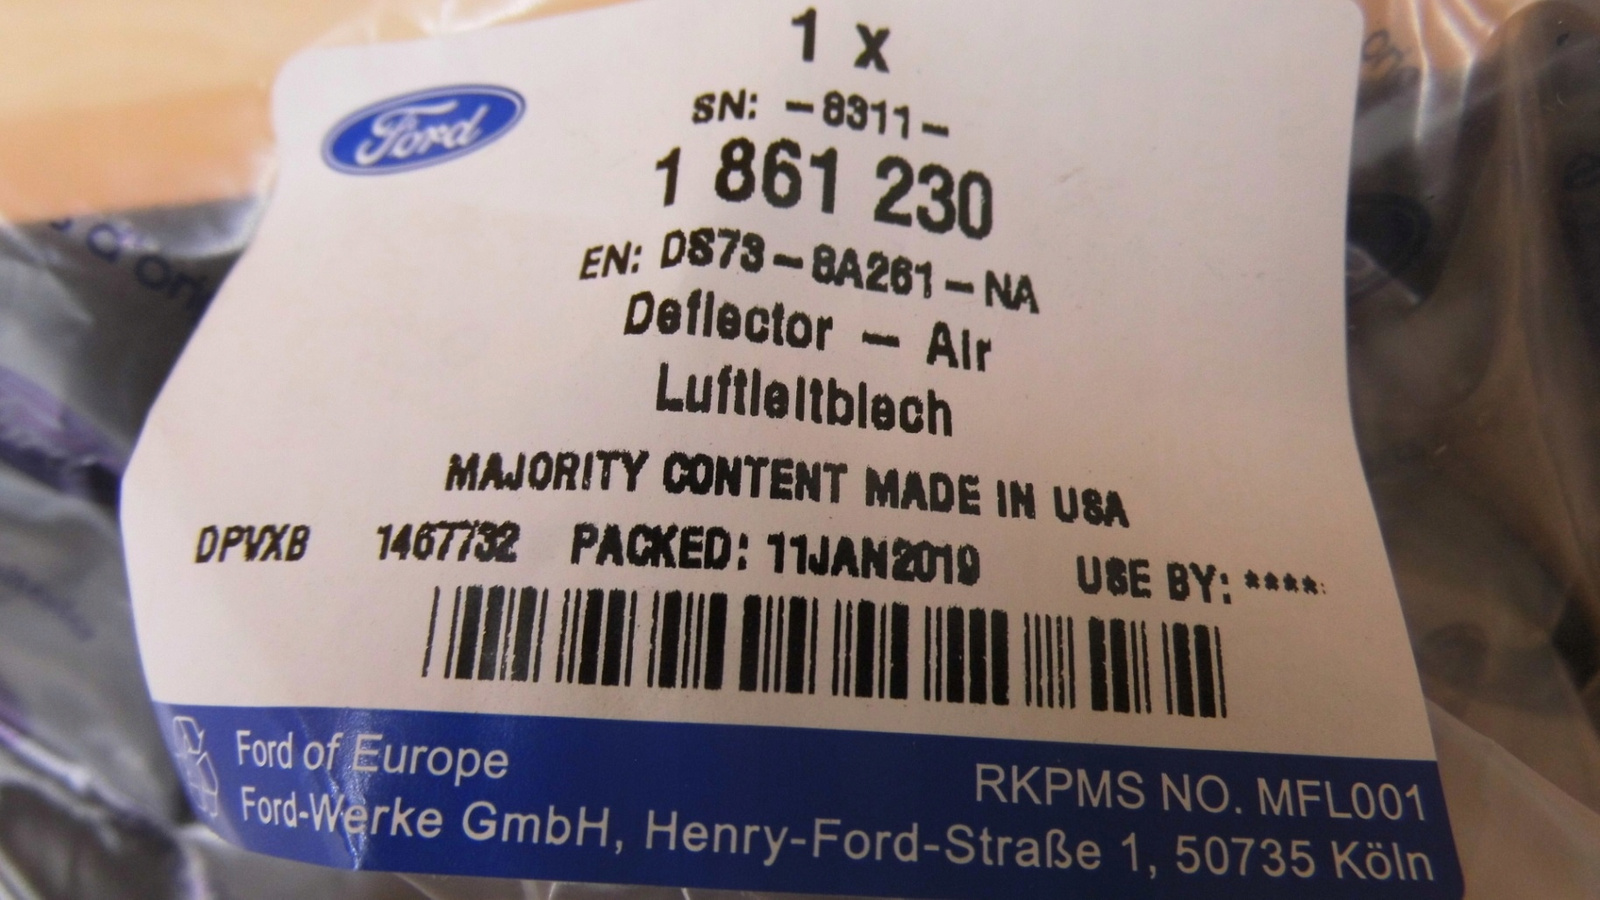 1 x
Ford
SN: -8311-
1 861 230
EN: DS73-8A261-NA
Deflector - Air
Luftleitblech
MAJORITY CONTENT MADE IN USA
DPVXB 1467732 PACKED: 11JAN2019 USE BY: ****
Ford of Europe
RKPMS NO. MFL001
Ford-Werke GmbH, Henry-Ford-Straße 1, 50735 Köln